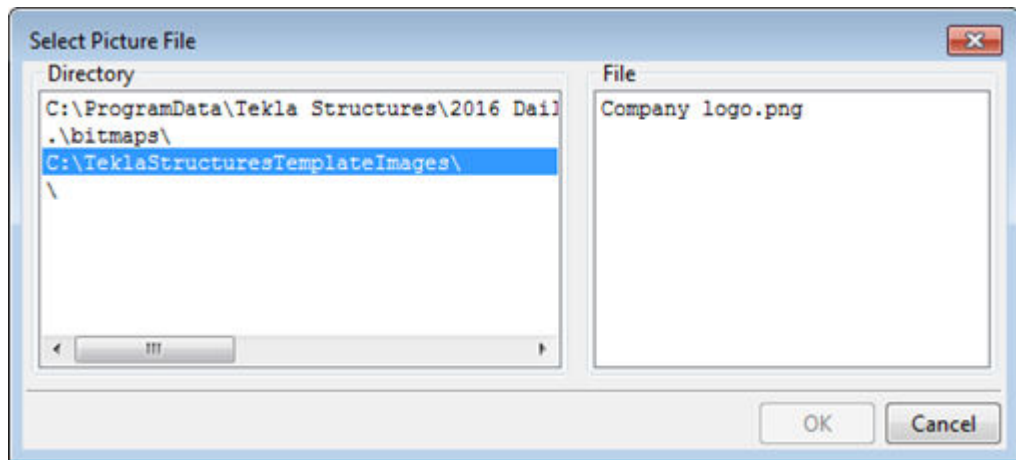 Select Picture File
Directory
C:\ProgramData\Tekla Structures\2016 Dail
.\bitmaps\
C:\TeklaStructuresTemplateImages\
\
File
Company logo.png
OK
Cancel